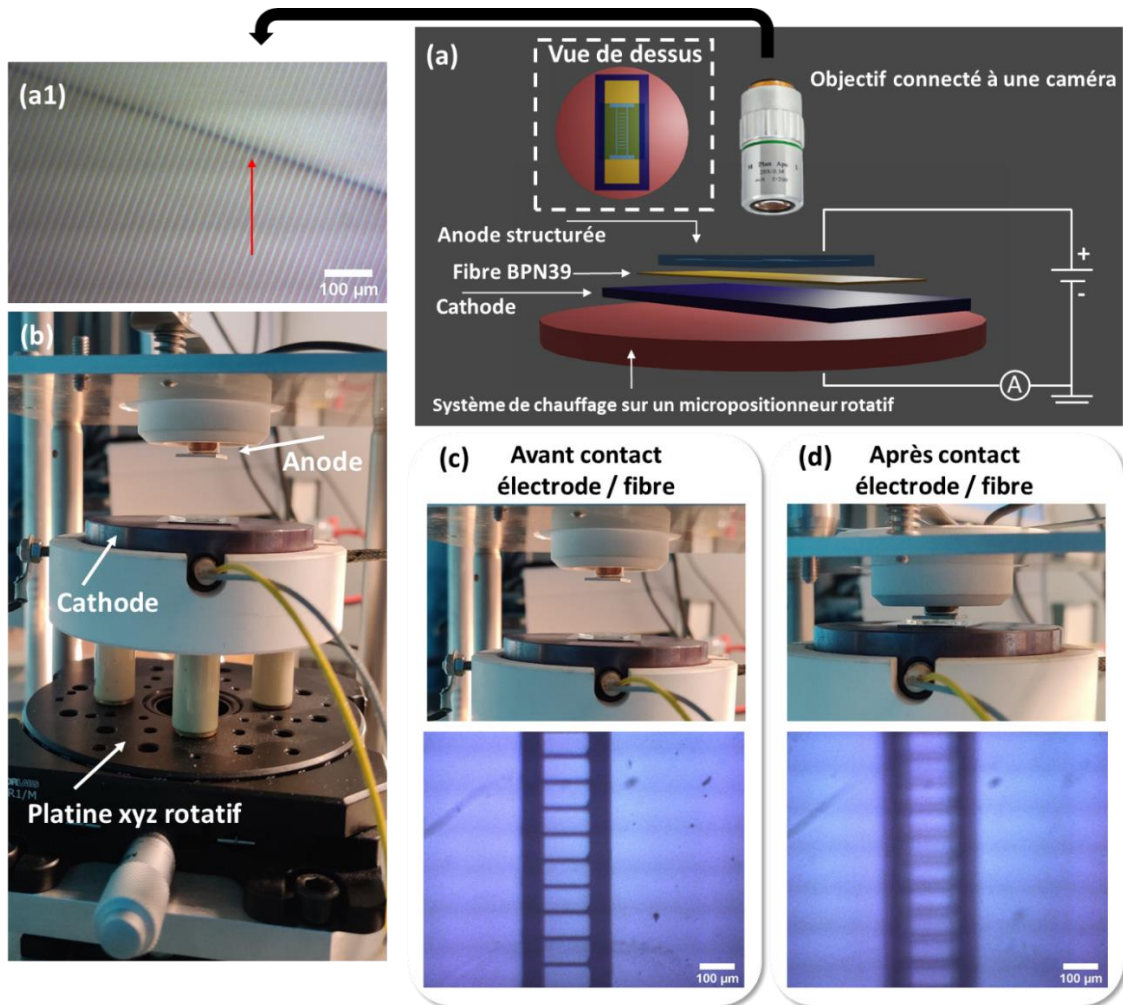 (a1)
100 µm
(a)
Vue de dessus
Objectif connecté à une caméra
Anode structurée
Fibre BPN39
Cathode
+
-
A
Système de chauffage sur un micropositionneur rotatif
(b)
Anode
Cathode
R1/M
Platine xyz rotatif
(c)
Avant contact
électrode / fibre
100 µm
(d)
Après contact
électrode / fibre
100 µm